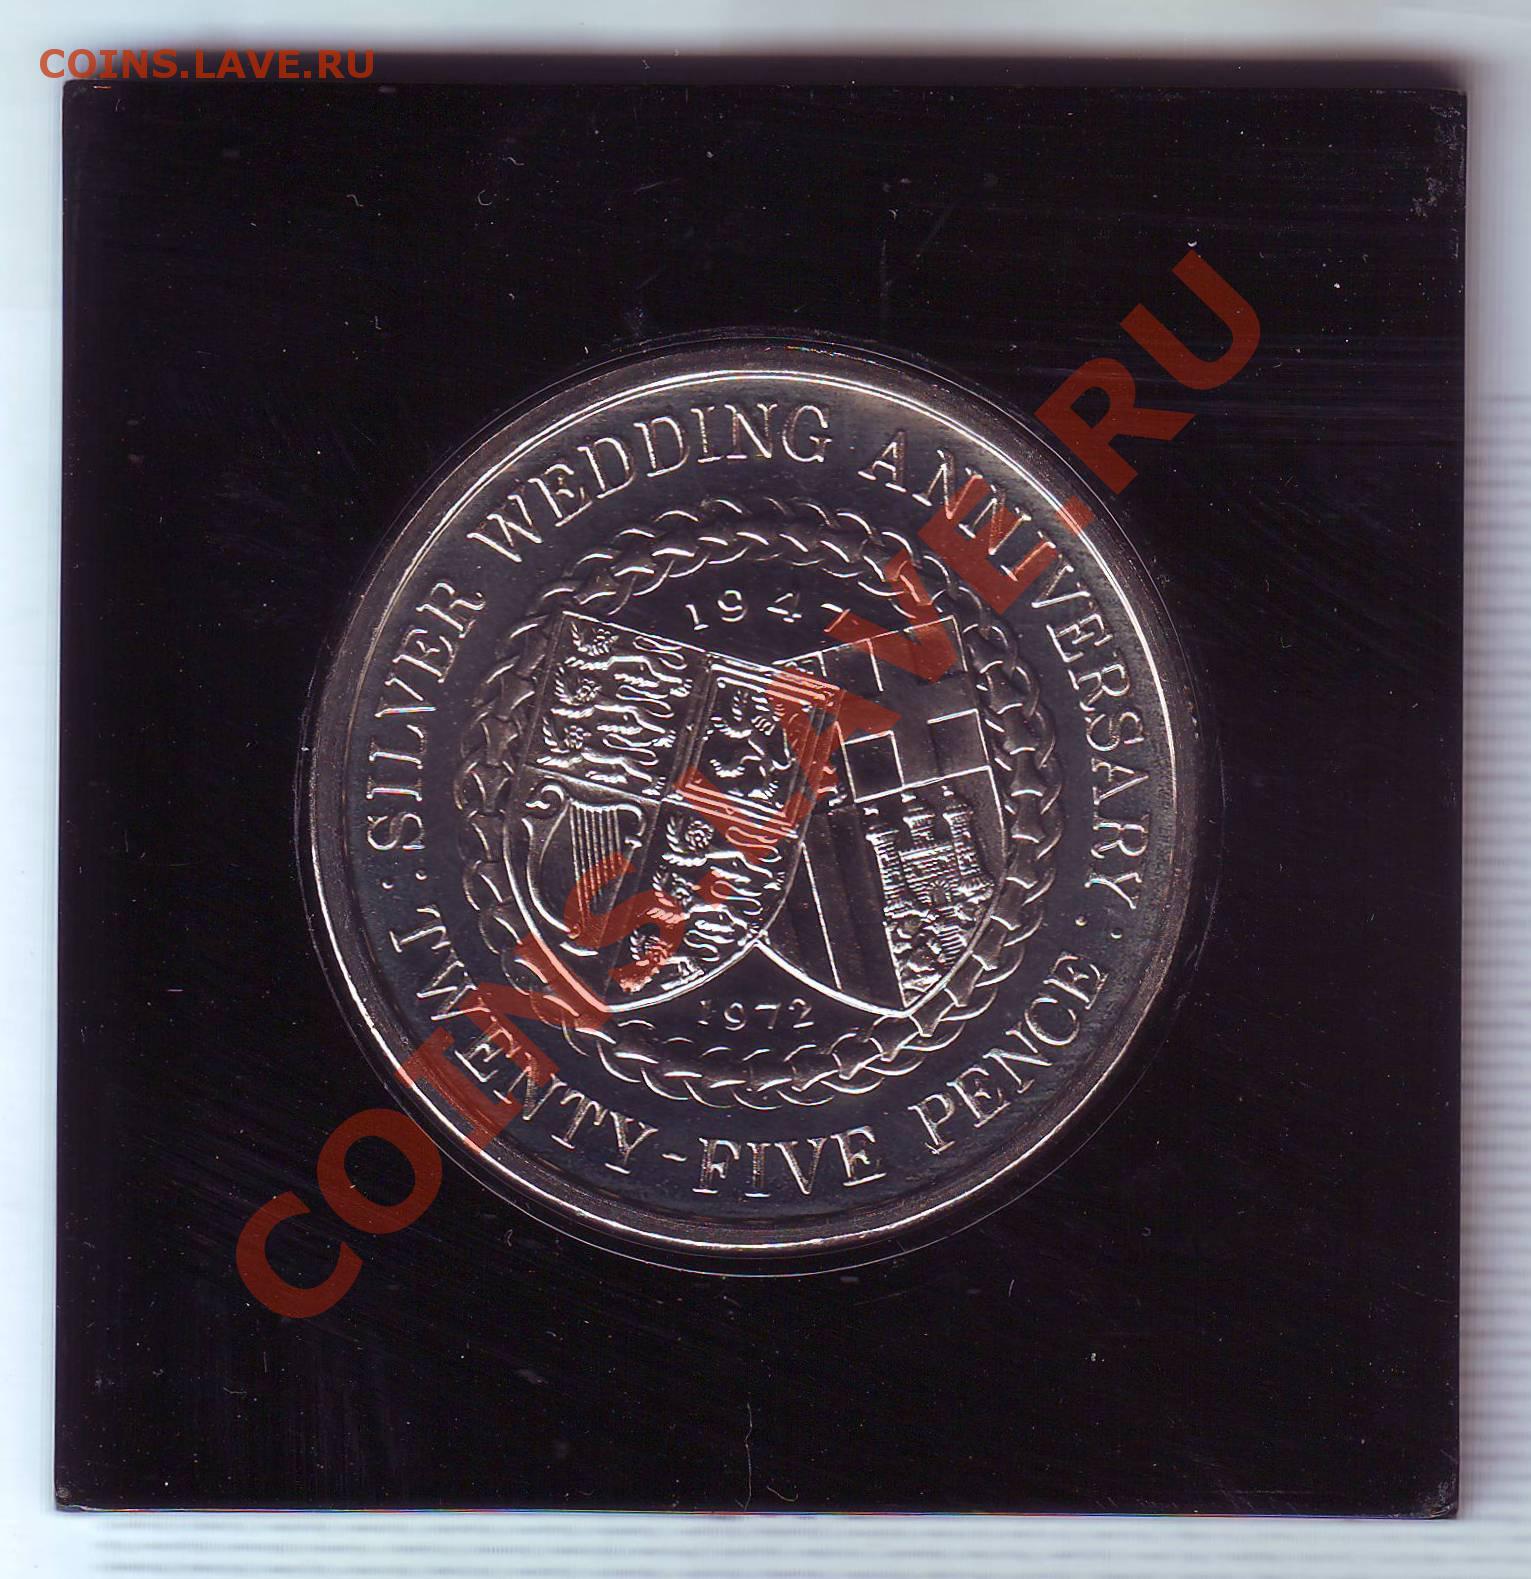 COINS.LAVE.RU
SILVER WEDDING ANNIVERSARY
1947
1972
TWENTY-FIVE PENCE
COINS.LAVE.RU